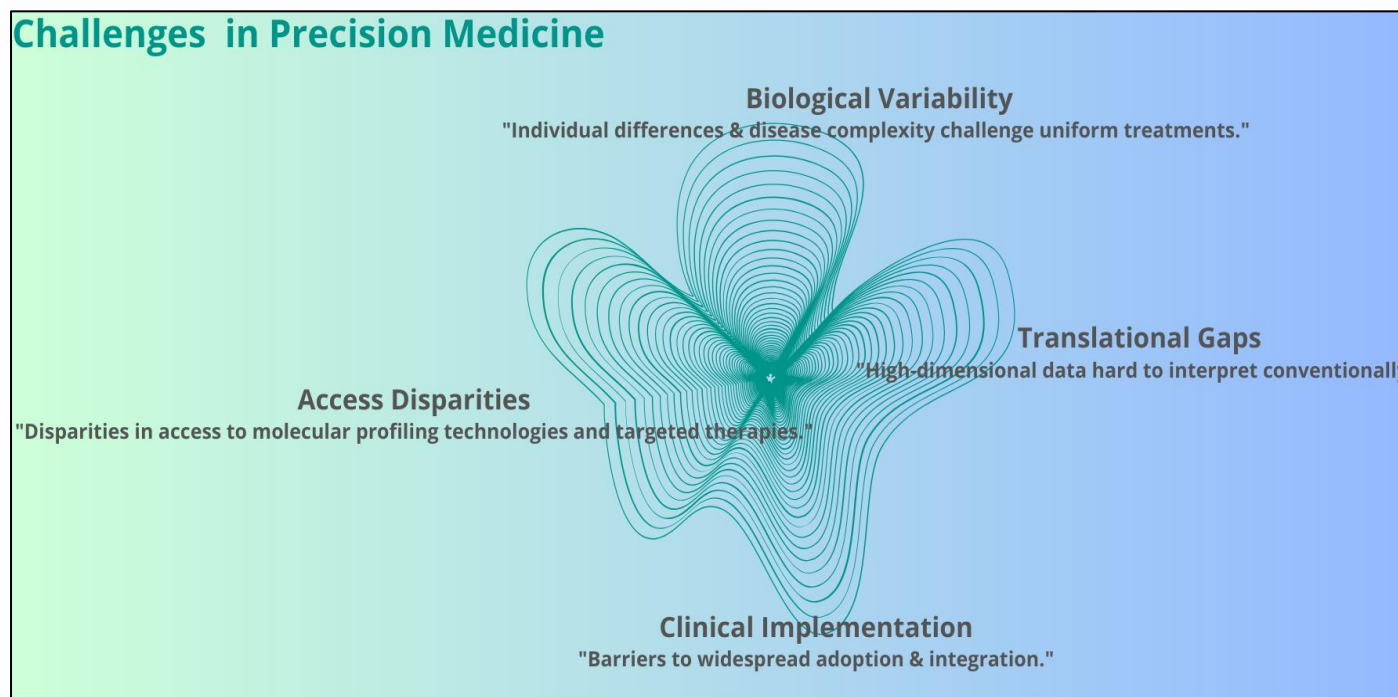 Challenges in Precision Medicine
Biological Variability
"Individual differences & disease complexity challenge uniform treatments."
Translational Gaps
"High-dimensional data hard to interpret conventionally
Access Disparities
"Disparities in access to molecular profiling technologies and targeted therapies."
Clinical Implementation
"Barriers to widespread adoption & integration."